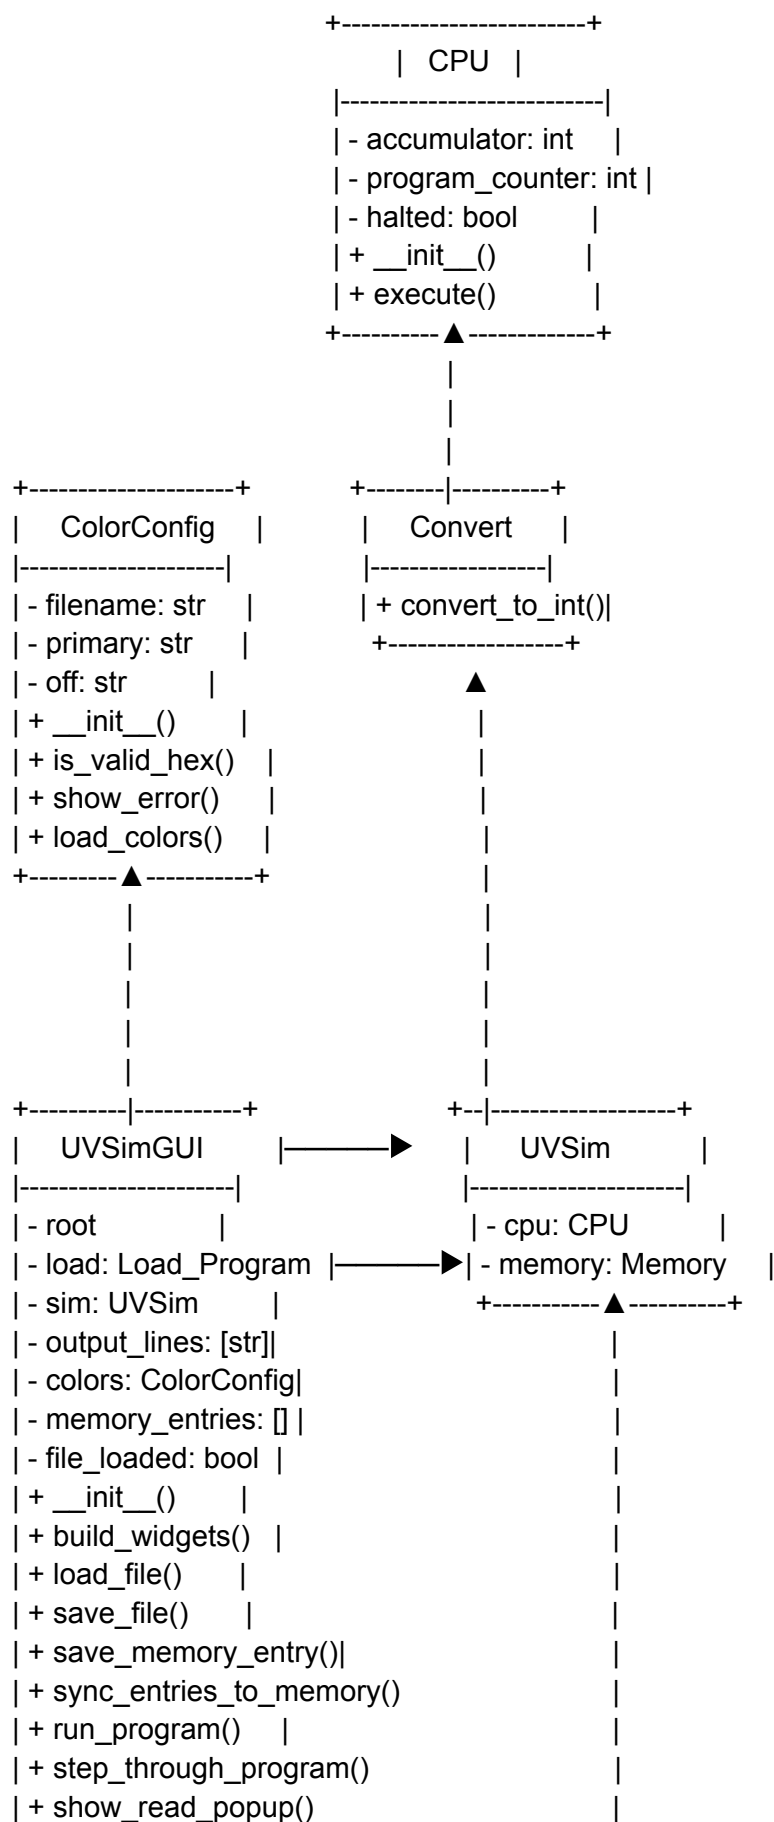 +-------------------------+
| CPU |
|---------------------------|
| - accumulator: int |
| - program_counter: int |
| - halted: bool |
| + __init__() |
| + execute() |
+---------- ▲ -------------+
|
|
|
+---------------------+ +--------|----------+
| ColorConfig | | Convert |
|---------------------| |------------------|
| - filename: str | | + convert_to_int()|
| - primary: str | +------------------+
| - off: str | ▲
| + __init__() | |
| + is_valid_hex() | |
| + show_error() | |
| + load_colors() | |
+--------- ▲ -----------+ |
| |
| |
| |
| |
| |
+----------|-----------+ +--|-------------------+
| UVSimGUI |————▶ | UVSim |
|----------------------| |----------------------|
| - root | | - cpu: CPU |
| - load: Load_Program |————▶| - memory: Memory |
| - sim: UVSim | +----------- ▲ ----------+
| - output_lines: [str]| |
| - colors: ColorConfig| |
| - memory_entries: [] | |
| - file_loaded: bool | |
| + __init__() | |
| + build_widgets() | |
| + load_file() | |
| + save_file() | |
| + save_memory_entry()| |
| + sync_entries_to_memory() |
| + run_program() | |
| + step_through_program() |
| + show_read_popup() |